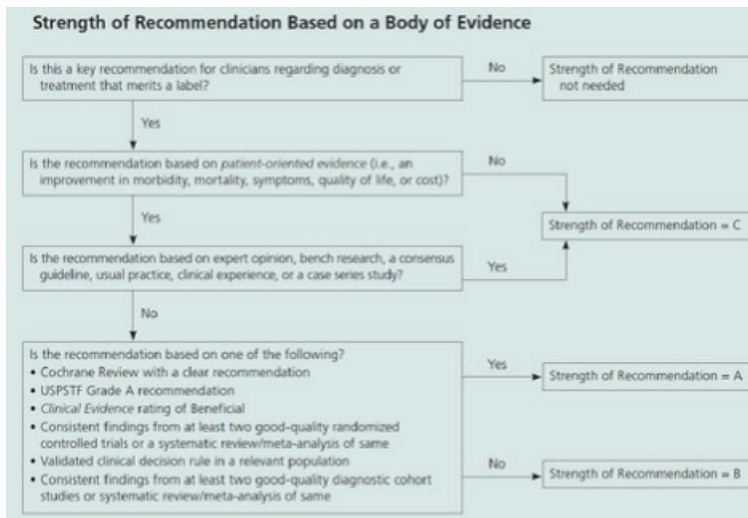 Strength of Recommendation Based on a Body of Evidence
Is this a key recommendation for clinicians regarding diagnosis or
treatment that merits a label?
No
Strength of Recommendation
not needed
Yes
Is the recommendation based on patient-oriented evidence (i.e., an
improvement in morbidity, mortality, symptoms, quality of life, or cost)?
No
Yes
Strength of Recommendation = C
Is the recommendation based on expert opinion, bench research, a consensus
guideline, usual practice, clinical experience, or a case series study?
Yes
No
Is the recommendation based on one of the following?
• Cochrane Review with a clear recommendation
• USPSTF Grade A recommendation
• Clinical Evidence rating of Beneficial
• Consistent findings from at least two good-quality randomized
controlled trials or a systematic review/meta-analysis of same
• Validated clinical decision rule in a relevant population
• Consistent findings from at least two good-quality diagnostic cohort
studies or systematic review/meta-analysis of same
Yes
Strength of Recommendation = A
No
Strength of Recommendation = B